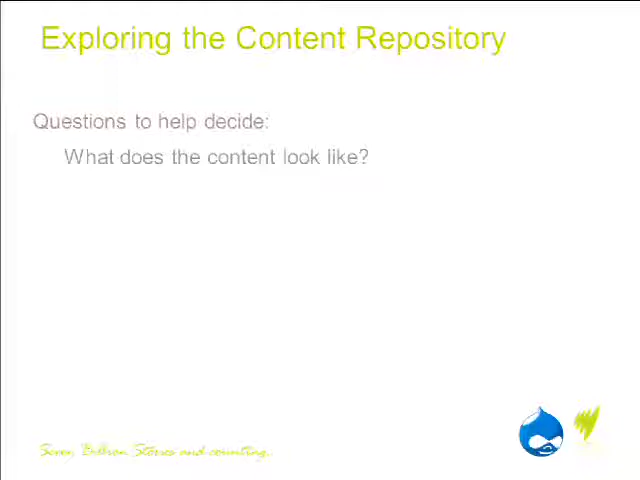 Exploring the Content Repository
Questions to help decide:
What does the content look like?
Seven Billion Stories and counting...